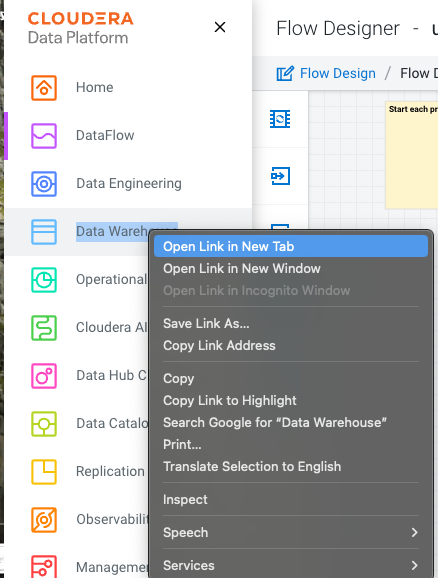 CLOUDERA
Data Platform
Flow Designer -
Flow Design / Flow D
Start each pr
Home
DataFlow
Data Engineering
Data Warehouse
Operational
Cloudera AI
Data Hub C
Data Catalo
Replication
Observabilit
Managemen
Open Link in New Tab
Open Link in New Window
Open Link in Incognito Window
Save Link As...
Copy Link Address
Copy
Copy Link to Highlight
Search Google for “Data Warehouse”
Print...
Translate Selection to English
Inspect
Speech
Services